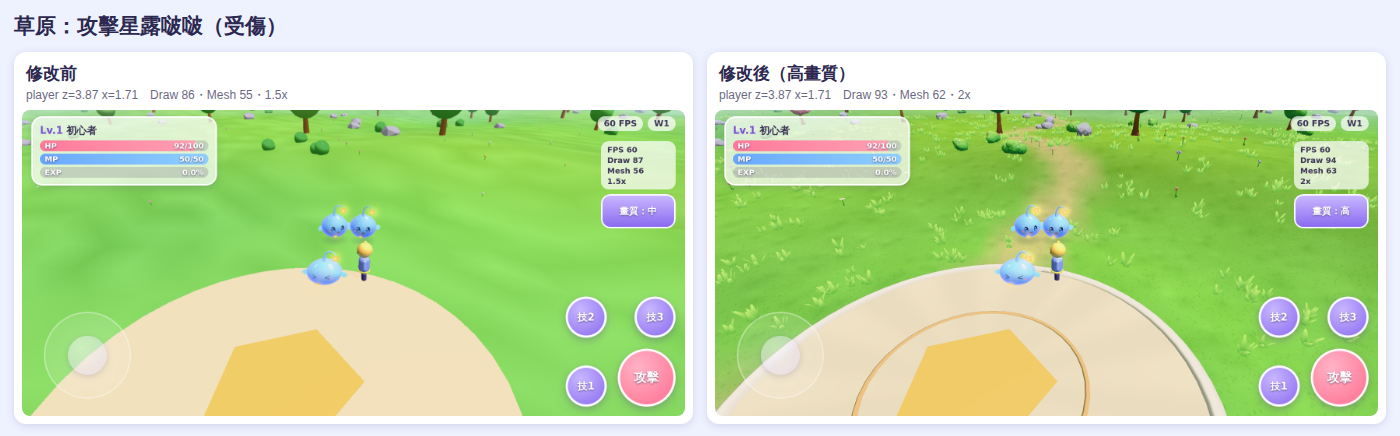 草原：攻擊星露啵啵（受傷）
修改前
player z=3.87 x=1.71　Draw 86・Mesh 55・1.5x
Lv.1 初心者
HP 92/100
MP 50/50
EXP 0.0%
60 FPS
W1
FPS 60
Draw 87
Mesh 56
1.5x
畫質：中
技2
技3
技1
攻擊
修改後（高畫質）
player z=3.87 x=1.71　Draw 93・Mesh 62・2x
Lv.1 初心者
HP 92/100
MP 50/50
EXP 0.0%
60 FPS
W1
FPS 60
Draw 94
Mesh 63
2x
畫質：高
技2
技3
技1
攻擊